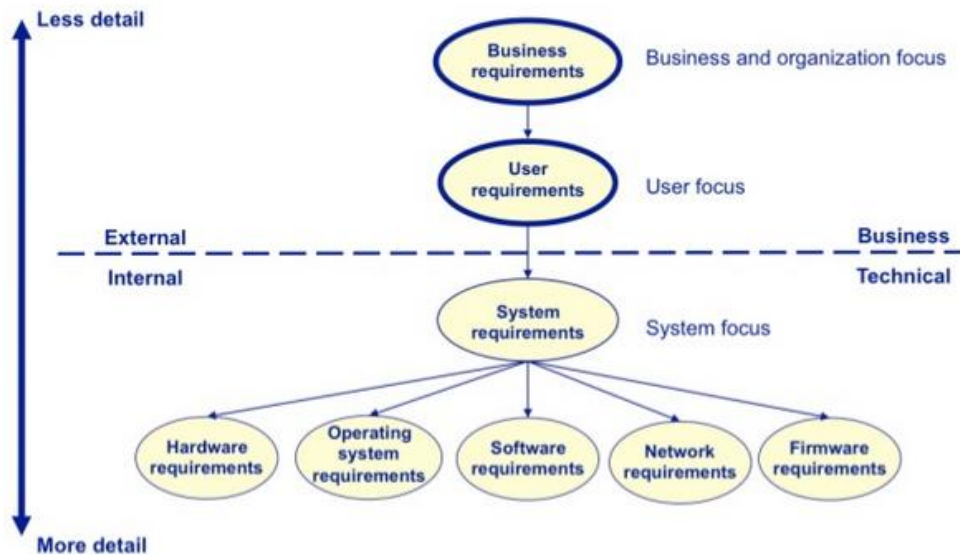 Less detail
Business
requirements
Business and organization focus
User
requirements
User focus
External
Business
Internal
Technical
System
requirements
System focus
Hardware
requirements
Operating
system
requirements
Software
requirements
Network
requirements
Firmware
requirements
More detail